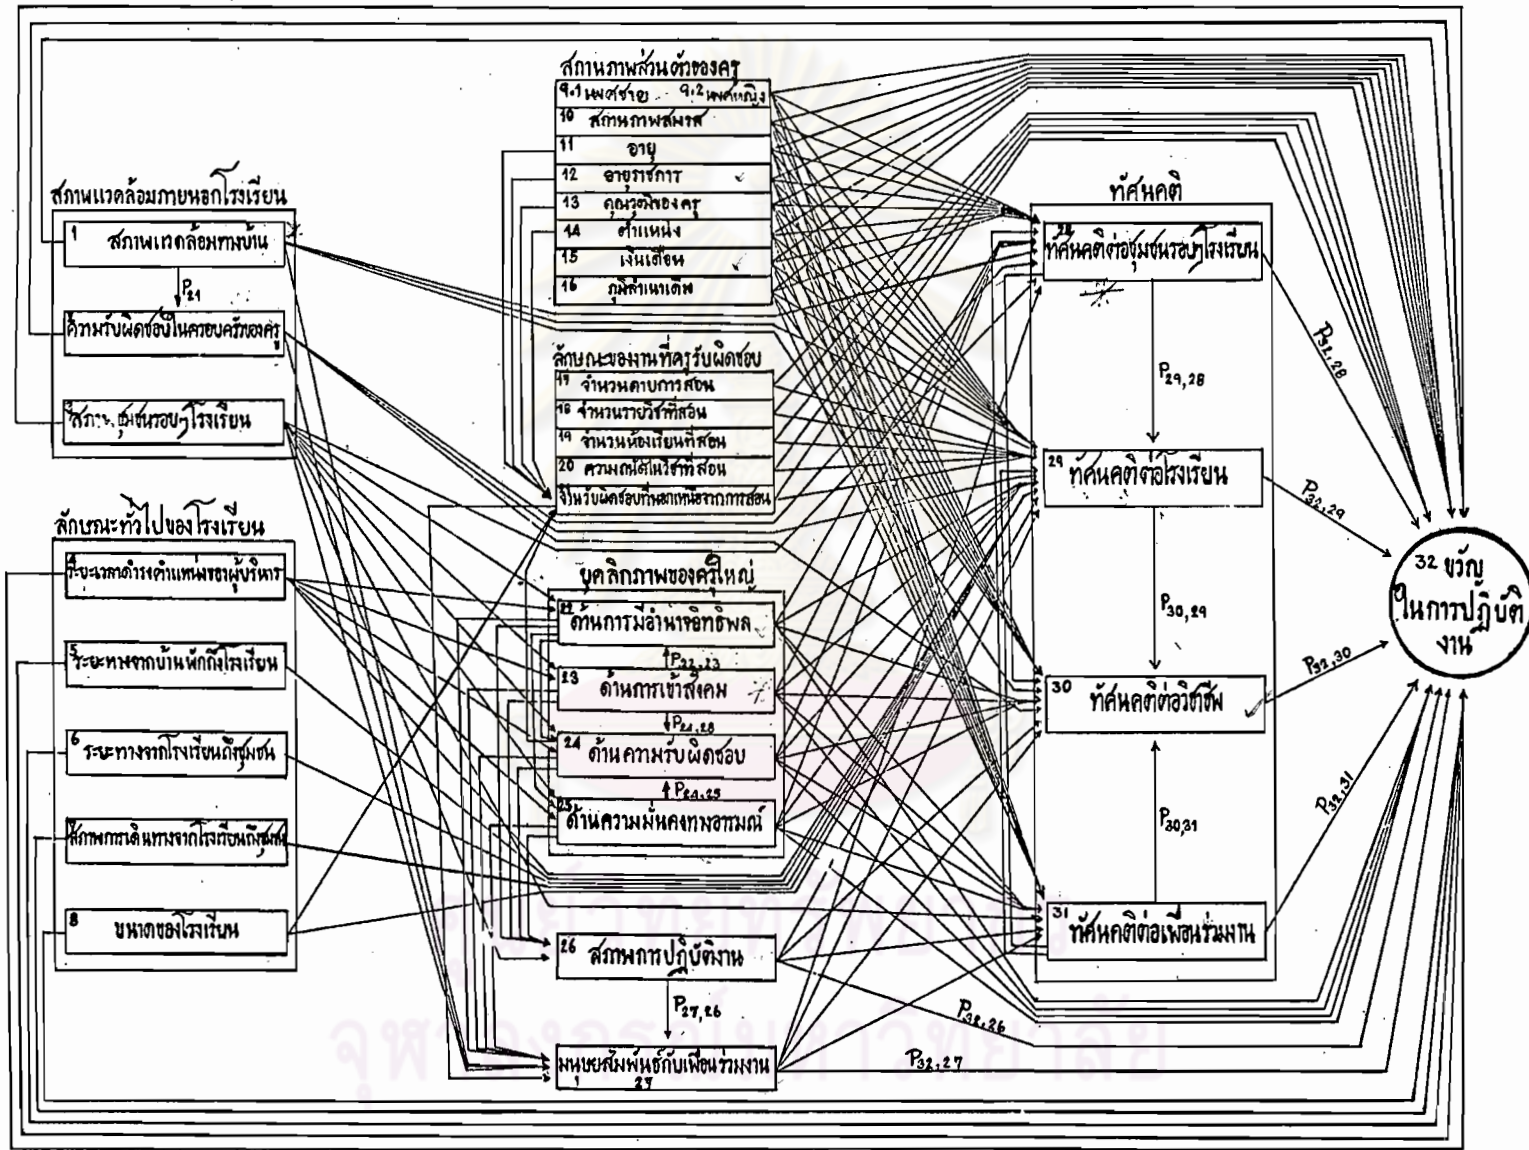 สภาพแวดล้อมภายนอกโรงเรียน
1 สภาพแวดล้อมทางบ้าน
P21
ความรับผิดชอบในครอบครัวของครู
สภาพชุมชนรอบๆโรงเรียน
ลักษณะทั่วไปของโรงเรียน
ระยะเวลาดำรงตำแหน่งของผู้บริหาร
5 ระยะทางจากบ้านพักถึงโรงเรียน
6 ระยะทางจากโรงเรียนถึงชุมชน
สภาพการเดินทางจากโรงเรียนถึงชุมชน
8 ขนาดของโรงเรียน
สถานภาพส่วนตัวของครู
9.1 เพศชาย 9.2 เพศหญิง
10 สถานภาพสมรส
11 อายุ
12 อายุราชการ
13 คุณวุฒิของครู
14 ตำแหน่ง
15 เงินเดือน
16 ภูมิลำเนาเดิม
ลักษณะของงานที่ครูรับผิดชอบ
17 จำนวนคาบการสอน
18 จำนวนรายวิชาที่สอน
19 จำนวนห้องเรียนที่สอน
20 ความถนัดในวิชาที่สอน
งานรับผิดชอบที่นอกเหนือจากการสอน
บุคลิกภาพของครูใหญ่
22 ด้านการมีอำนาจอิทธิพล
P22,23
23 ด้านการเข้าสังคม
P24,23
24 ด้านความรับผิดชอบ
P24,25
25 ด้านความมั่นคงทางอารมณ์
26 สภาพการปฏิบัติงาน
P27,26
มนุษยสัมพันธ์กับเพื่อนร่วมงาน
27
ทัศนคติ
28
ทัศนคติต่อชุมชนรอบๆโรงเรียน
P29,28
29 ทัศนคติต่อโรงเรียน
P30,29
30 ทัศนคติต่อวิชาชีพ
P30,31
31 ทัศนคติต่อเพื่อนร่วมงาน
P32,28
P32,29
P32,30
P32,31
P32,26
P32,27
32 ขวัญ
ในการปฏิบัติ
งาน
จุฬาลงกรณ์มหาวิทยาลัย